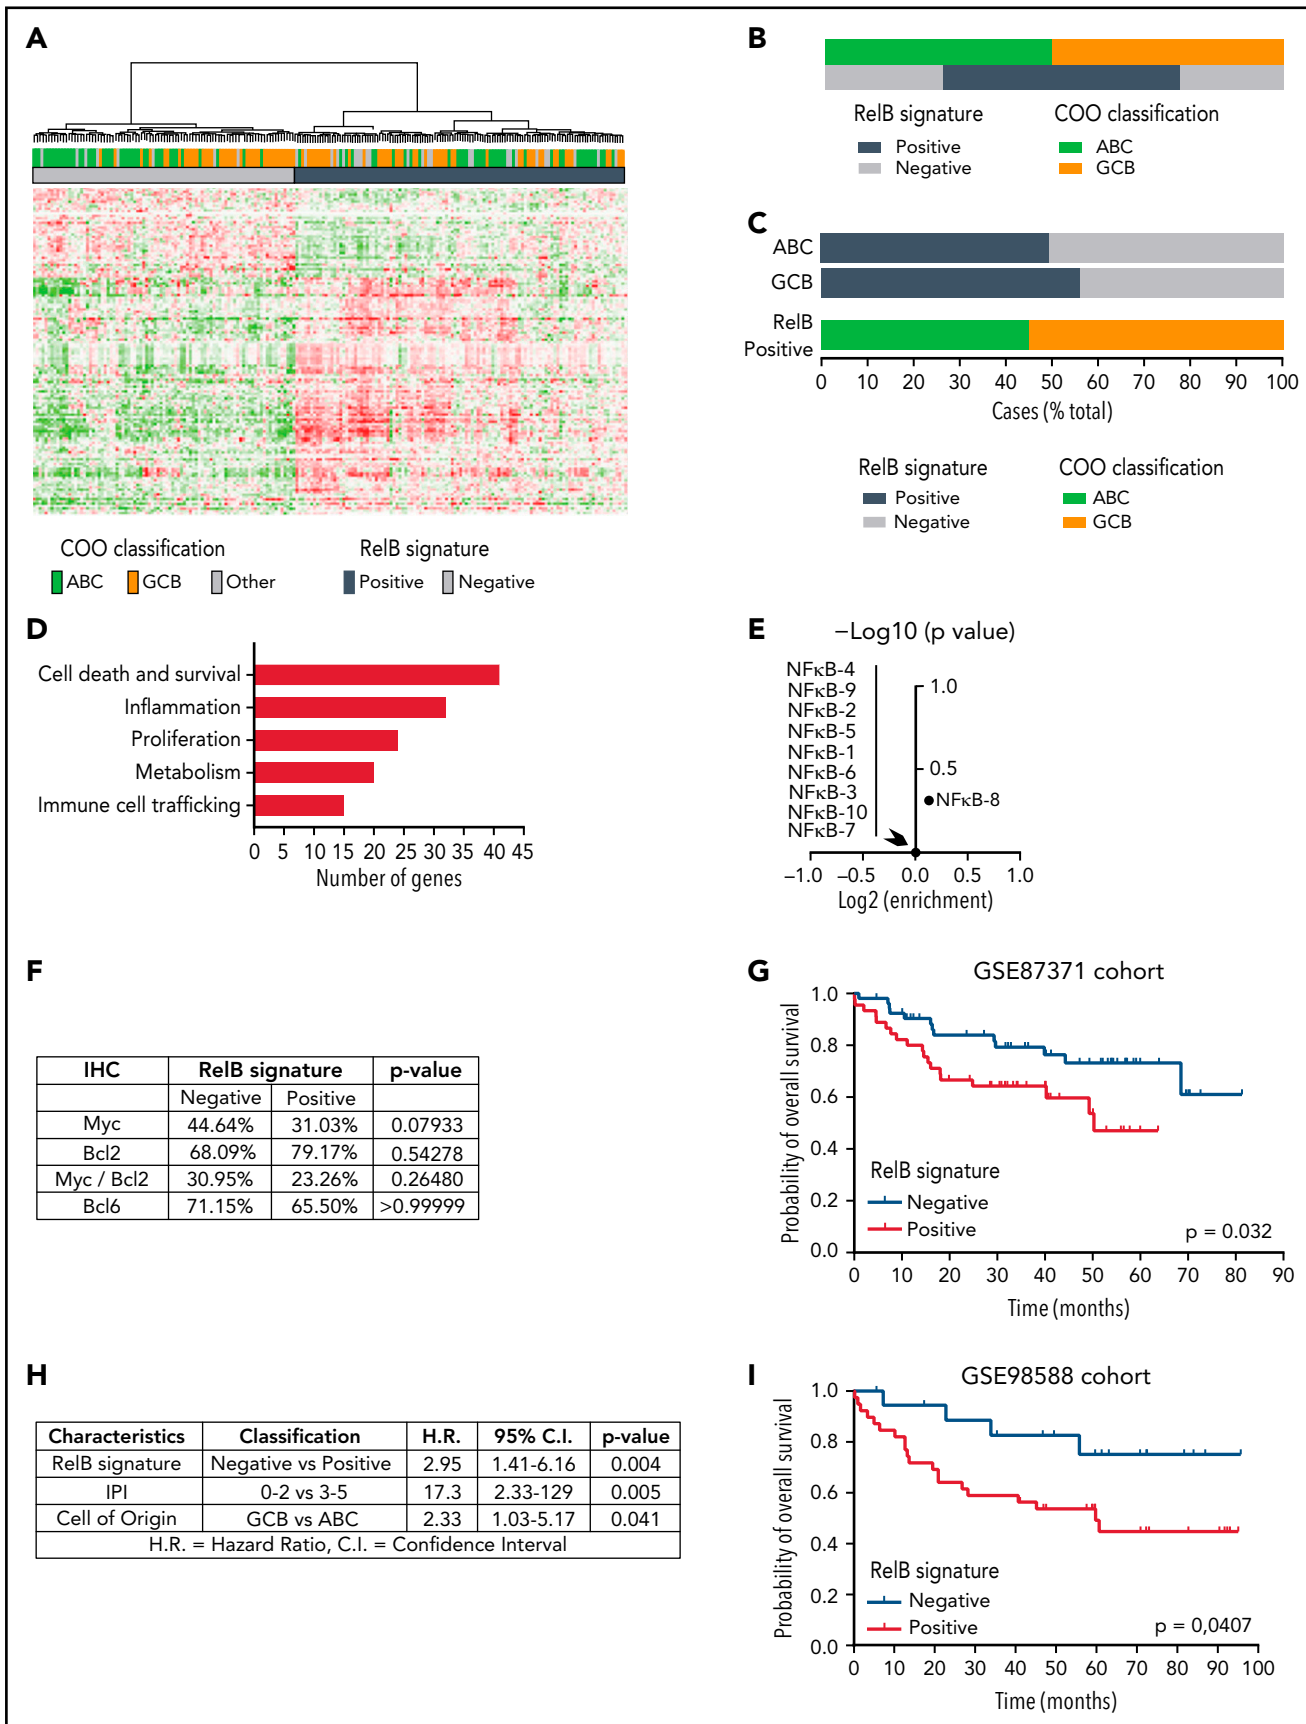 A
COO classification
ABC GCB Other
RelB signature
Positive Negative
B
RelB signature
Positive
Negative
COO classification
ABC
GCB
C
ABC
GCB
RelB
Positive
0 10 20 30 40 50 60 70 80 90 100
Cases (% total)
RelB signature
Positive
Negative
COO classification
ABC
GCB
D
Cell death and survival
Inflammation
Proliferation
Metabolism
Immune cell trafficking
0 5 10 15 20 25 30 35 40 45
Number of genes
E
−Log10 (p value)
NFκB-4
NFκB-9
NFκB-2
NFκB-5
NFκB-1
NFκB-6
NFκB-3
NFκB-10
NFκB-7
1.0
0.5
NFκB-8
−1.0 −0.5 0.0 0.5 1.0
Log2 (enrichment)
F
IHC RelB signature p-value
Negative Positive
Myc 44.64% 31.03% 0.07933
Bcl2 68.09% 79.17% 0.54278
Myc / Bcl2 30.95% 23.26% 0.26480
Bcl6 71.15% 65.50% >0.99999
G
GSE87371 cohort
Probability of overall survival
1.0
0.8
0.6
0.4
0.2
0.0
RelB signature
Negative
Positive
p = 0.032
0 10 20 30 40 50 60 70 80 90
Time (months)
H
Characteristics Classification H.R. 95% C.I. p-value
RelB signature Negative vs Positive 2.95 1.41-6.16 0.004
IPI 0-2 vs 3-5 17.3 2.33-129 0.005
Cell of Origin GCB vs ABC 2.33 1.03-5.17 0.041
H.R. = Hazard Ratio, C.I. = Confidence Interval
I
GSE98588 cohort
Probability of overall survival
1.0
0.8
0.6
0.4
0.2
0.0
RelB signature
Negative
Positive
p = 0,0407
0 10 20 30 40 50 60 70 80 90 100
Time (months)